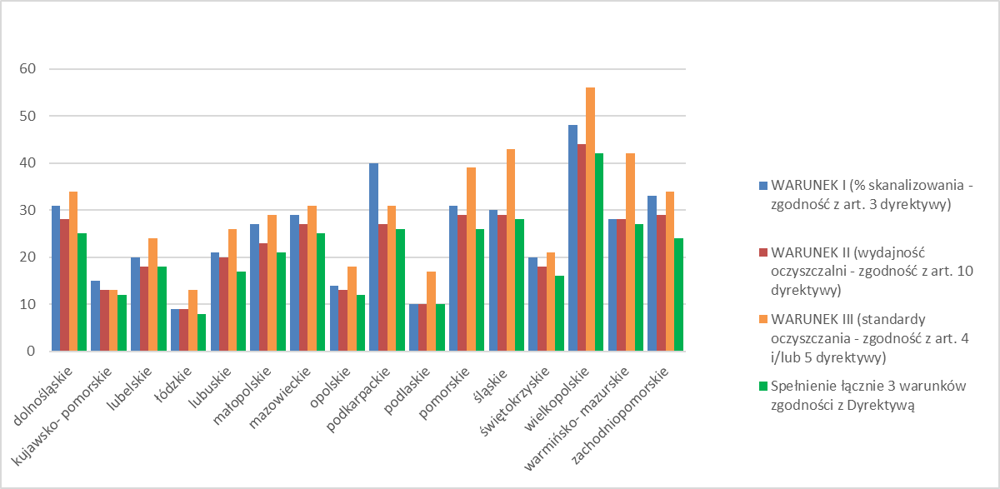 60
50
40
30
20
10
0
dolnośląskie
kujawsko- pomorskie
lubelskie
łódzkie
lubuskie
małopolskie
mazowieckie
opolskie
podkarpackie
podlaskie
pomorskie
śląskie
świętokrzyskie
wielkopolskie
warmińsko- mazurskie
zachodniopomorskie
WARUNEK I (% skanalizowania -
zgodność z art. 3 dyrektywy)
WARUNEK II (wydajność
oczyszczalni - zgodność z art. 10
dyrektywy)
WARUNEK III (standardy
oczyszczania - zgodność z art. 4
i/lub 5 dyrektywy)
Spełnienie łącznie 3 warunków
zgodności z Dyrektywą